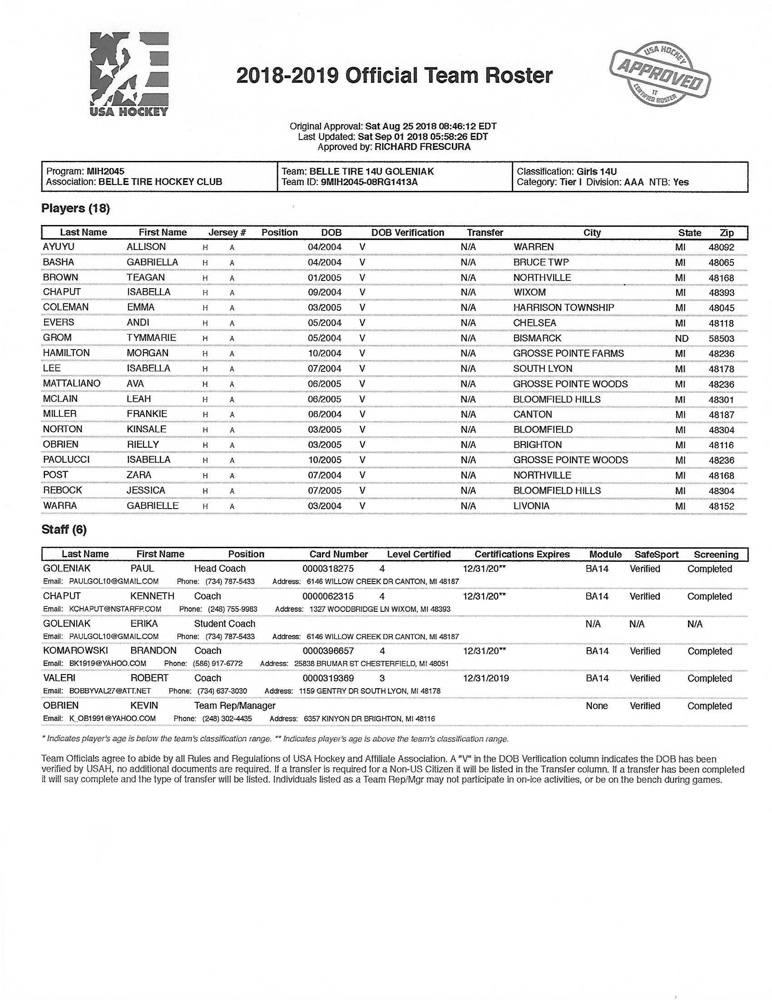 USA HOCKEY
2018-2019 Official Team Roster
USA HOCKEY
APPROVED
IT
CERTIFIED ROSTER
Original Approval: Sat Aug 25 2018 08:46:12 EDT
Last Updated: Sat Sep 01 2018 05:58:26 EDT
Approved by: RICHARD FRESCURA
Program: MIH2045 Team: BELLE TIRE 14U GOLENIAK Classification: Girls 14U
Association: BELLE TIRE HOCKEY CLUB Team ID: 9MIH2045-08RG1413A Category: Tier I Division: AAA NTB: Yes
Players (18)
Last Name First Name Jersey # Position DOB DOB Verification Transfer City State Zip
AYUYU ALLISON H A 04/2004 V N/A WARREN MI 48092
BASHA GABRIELLA H A 04/2004 V N/A BRUCE TWP MI 48065
BROWN TEAGAN H A 01/2005 V N/A NORTHVILLE MI 48168
CHAPUT ISABELLA H A 09/2004 V N/A WIXOM MI 48393
COLEMAN EMMA H A 03/2005 V N/A HARRISON TOWNSHIP MI 48045
EVERS ANDI H A 05/2004 V N/A CHELSEA MI 48118
GROM TYMMARIE H A 05/2004 V N/A BISMARCK ND 58503
HAMILTON MORGAN H A 10/2004 V N/A GROSSE POINTE FARMS MI 48236
LEE ISABELLA H A 07/2004 V N/A SOUTH LYON MI 48178
MATTALIANO AVA H A 06/2005 V N/A GROSSE POINTE WOODS MI 48236
MCLAIN LEAH H A 06/2005 V N/A BLOOMFIELD HILLS MI 48301
MILLER FRANKIE H A 06/2004 V N/A CANTON MI 48187
NORTON KINSALE H A 03/2005 V N/A BLOOMFIELD MI 48304
OBRIEN RIELLY H A 03/2005 V N/A BRIGHTON MI 48116
PAOLUCCI ISABELLA H A 10/2005 V N/A GROSSE POINTE WOODS MI 48236
POST ZARA H A 07/2004 V N/A NORTHVILLE MI 48168
REBOCK JESSICA H A 07/2005 V N/A BLOOMFIELD HILLS MI 48304
WARRA GABRIELLE H A 03/2004 V N/A LIVONIA MI 48152
Staff (6)
Last Name First Name Position Card Number Level Certified Certifications Expires Module SafeSport Screening
GOLENIAK PAUL Head Coach 0000318275 4 12/31/20** BA14 Verified Completed
Email: PAULGOL10@GMAIL.COM Phone: (734) 787-5433 Address: 6146 WILLOW CREEK DR CANTON, MI 48187
CHAPUT KENNETH Coach 0000062315 4 12/31/20** BA14 Verified Completed
Email: KCHAPUT@NSTARFP.COM Phone: (248) 755-9983 Address: 1327 WOODBRIDGE LN WIXOM, MI 48393
GOLENIAK ERIKA Student Coach N/A N/A N/A
Email: PAULGOL10@GMAIL.COM Phone: (734) 787-5433 Address: 6146 WILLOW CREEK DR CANTON, MI 48187
KOMAROWSKI BRANDON Coach 0000396657 4 12/31/20** BA14 Verified Completed
Email: BK1919@YAHOO.COM Phone: (586) 917-6772 Address: 25838 BRUMAR ST CHESTERFIELD, MI 48051
VALERI ROBERT Coach 0000319369 3 12/31/2019 BA14 Verified Completed
Email: BOBBYVAL27@ATT.NET Phone: (734) 637-3030 Address: 1159 GENTRY DR SOUTH LYON, MI 48178
OBRIEN KEVIN Team Rep/Manager None Verified Completed
Email: K_OB1991@YAHOO.COM Phone: (248) 302-4435 Address: 6357 KINYON DR BRIGHTON, MI 48116
* Indicates player's age is below the team's classification range. ** Indicates player's age is above the team's classification range.
Team Officials agree to abide by all Rules and Regulations of USA Hockey and Affiliate Association. A "V" in the DOB Verification column indicates the DOB has been
verified by USAH, no additional documents are required. If a transfer is required for a Non-US Citizen it will be listed in the Transfer column. If a transfer has been completed
it will say complete and the type of transfer will be listed. Individuals listed as a Team Rep/Mgr may not participate in on-ice activities, or be on the bench during games.